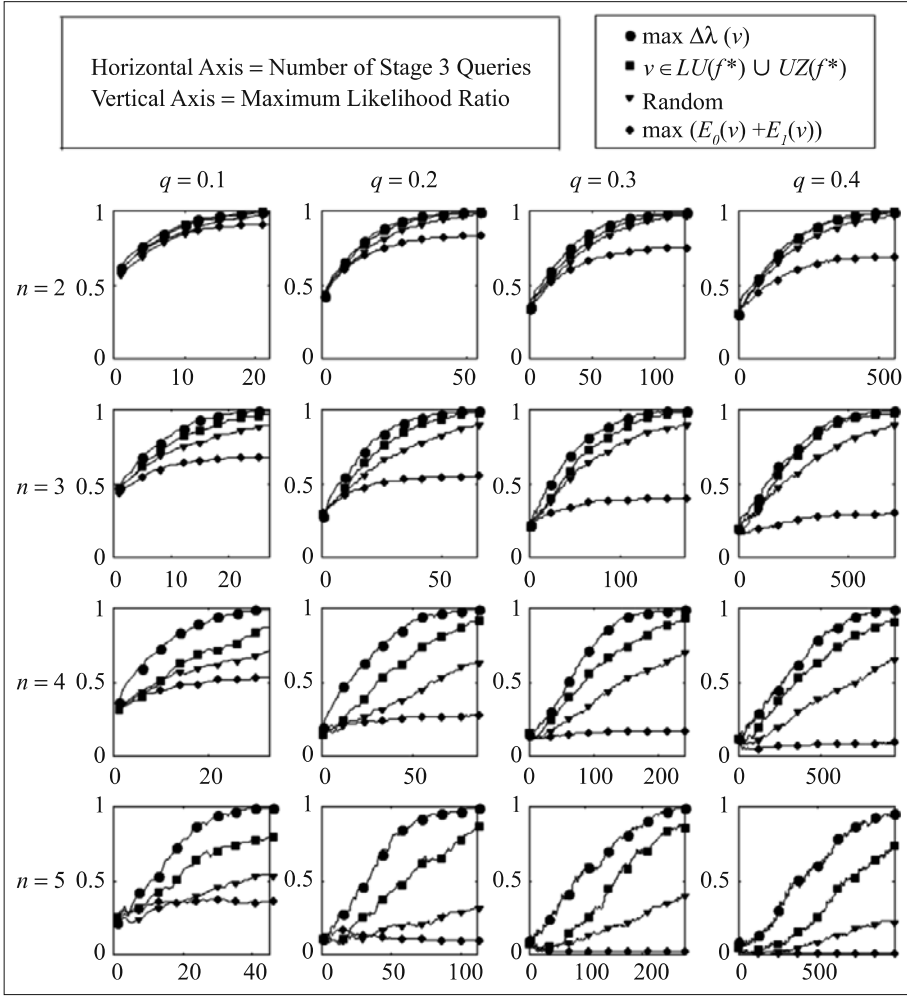 Horizontal Axis = Number of Stage 3 Queries
Vertical Axis = Maximum Likelihood Ratio
max Δλ (v)
v ∈ LU(f*) ∪ UZ(f*)
Random
max (E₀(v) +E₁(v))
q = 0.1 q = 0.2 q = 0.3 q = 0.4
n = 2
1 0.5 0
0 10 20
1 0.5 0
0 50
1 0.5 0
0 50 100
1 0.5 0
0 500
n = 3
1 0.5 0
0 10 20
1 0.5 0
0 50
1 0.5 0
0 100
1 0.5 0
0 500
n = 4
1 0.5 0
0 20
1 0.5 0
0 50
1 0.5 0
0 100 200
1 0.5 0
0 500
n = 5
1 0.5 0
0 20 40
1 0.5 0
0 50 100
1 0.5 0
0 100 200
1 0.5 0
0 500